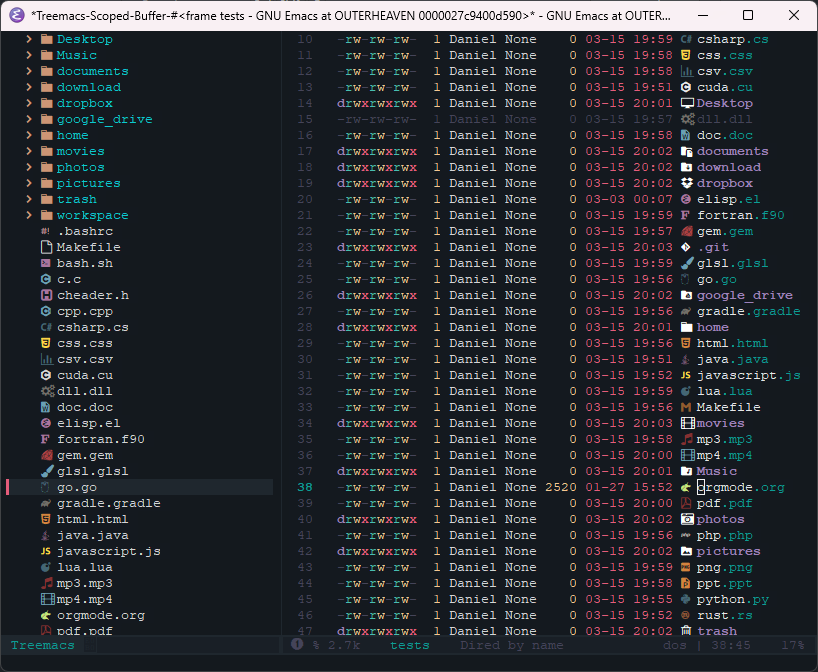 *Treemacs-Scoped-Buffer-#<frame tests - GNU Emacs at OUTERHEAVEN 0000027c9400d590>* - GNU Emacs at OUTER...
Desktop
Music
documents
download
dropbox
google_drive
home
movies
photos
pictures
trash
workspace
.bashrc
Makefile
bash.sh
c.c
cheader.h
cpp.cpp
csharp.cs
css.css
csv.csv
cuda.cu
dll.dll
doc.doc
elisp.el
fortran.f90
gem.gem
glsl.glsl
go.go
gradle.gradle
html.html
java.java
javascript.js
lua.lua
mp3.mp3
mp4.mp4
orgmode.org
pdf.pdf
Treemacs
10 -rw-rw-rw- 1 Daniel None 0 03-15 19:59 csharp.cs
11 -rw-rw-rw- 1 Daniel None 0 03-15 19:58 css.css
12 -rw-rw-rw- 1 Daniel None 0 03-15 19:58 csv.csv
13 -rw-rw-rw- 1 Daniel None 0 03-15 19:51 cuda.cu
14 drwxrwxrwx 1 Daniel None 0 03-15 20:01 Desktop
15 -rw-rw-rw- 1 Daniel None 0 03-15 19:57 dll.dll
16 -rw-rw-rw- 1 Daniel None 0 03-15 19:58 doc.doc
17 drwxrwxrwx 1 Daniel None 0 03-15 20:02 documents
18 drwxrwxrwx 1 Daniel None 0 03-15 20:02 download
19 drwxrwxrwx 1 Daniel None 0 03-15 20:02 dropbox
20 -rw-rw-rw- 1 Daniel None 0 03-03 00:07 elisp.el
21 -rw-rw-rw- 1 Daniel None 0 03-15 19:59 fortran.f90
22 -rw-rw-rw- 1 Daniel None 0 03-15 19:57 gem.gem
23 drwxrwxrwx 1 Daniel None 0 03-15 20:03 .git
24 -rw-rw-rw- 1 Daniel None 0 03-15 19:59 glsl.glsl
25 -rw-rw-rw- 1 Daniel None 0 03-15 19:56 go.go
26 drwxrwxrwx 1 Daniel None 0 03-15 20:02 google_drive
27 -rw-rw-rw- 1 Daniel None 0 03-15 19:56 gradle.gradle
28 drwxrwxrwx 1 Daniel None 0 03-15 20:01 home
29 -rw-rw-rw- 1 Daniel None 0 03-15 19:56 html.html
30 -rw-rw-rw- 1 Daniel None 0 03-15 19:51 java.java
31 -rw-rw-rw- 1 Daniel None 0 03-15 19:52 javascript.js
32 -rw-rw-rw- 1 Daniel None 0 03-15 19:59 lua.lua
33 -rw-rw-rw- 1 Daniel None 0 03-15 19:56 Makefile
34 drwxrwxrwx 1 Daniel None 0 03-15 20:03 movies
35 -rw-rw-rw- 1 Daniel None 0 03-15 19:58 mp3.mp3
36 -rw-rw-rw- 1 Daniel None 0 03-15 20:00 mp4.mp4
37 drwxrwxrwx 1 Daniel None 0 03-15 20:01 Music
38 -rw-rw-rw- 1 Daniel None 2520 01-27 15:52 orgmode.org
39 -rw-rw-rw- 1 Daniel None 0 03-15 20:00 pdf.pdf
40 drwxrwxrwx 1 Daniel None 0 03-15 20:02 photos
41 -rw-rw-rw- 1 Daniel None 0 03-15 19:56 php.php
42 drwxrwxrwx 1 Daniel None 0 03-15 20:02 pictures
43 -rw-rw-rw- 1 Daniel None 0 03-15 19:59 png.png
44 -rw-rw-rw- 1 Daniel None 0 03-15 19:58 ppt.ppt
45 -rw-rw-rw- 1 Daniel None 0 03-15 19:55 python.py
46 -rw-rw-rw- 1 Daniel None 0 03-15 19:52 rust.rs
47 drwxrwxrwx 1 Daniel None 0 03-15 20:02 trash
1 % 2.7k tests Dired by name dos | 38:45 17%